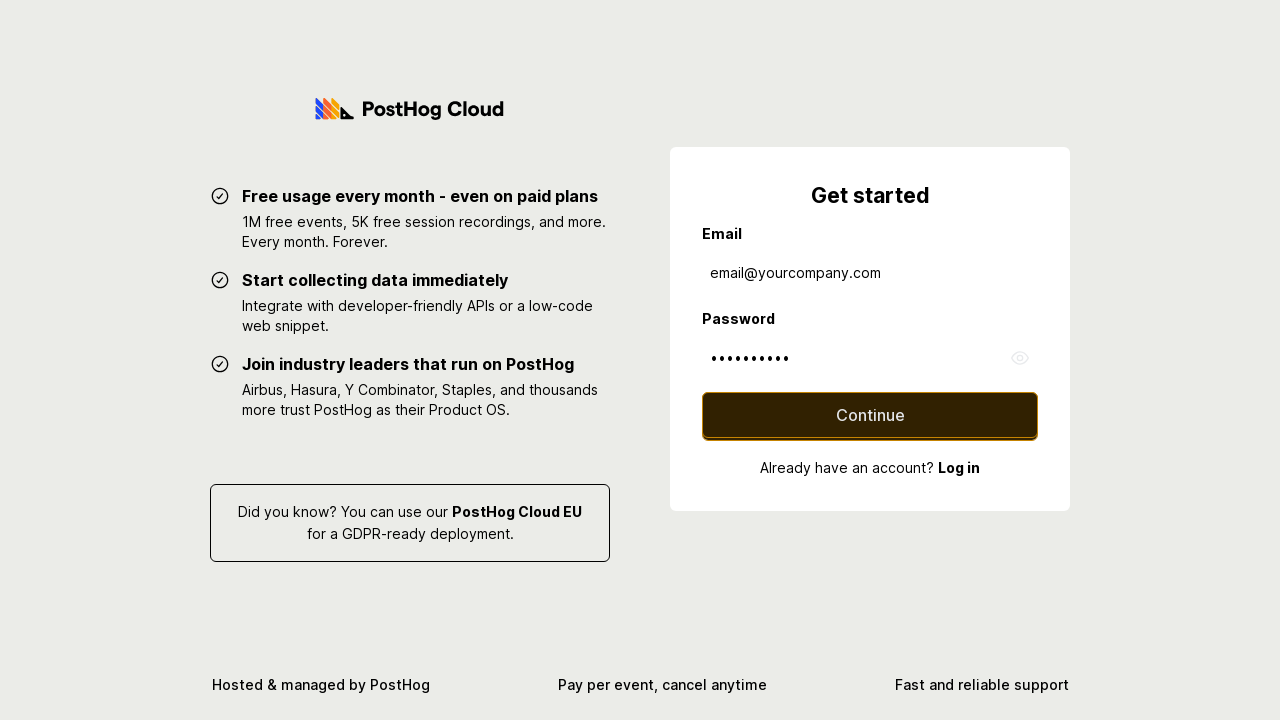 PostHog Cloud
Free usage every month - even on paid plans
1M free events, 5K free session recordings, and more.
Every month. Forever.
Start collecting data immediately
Integrate with developer-friendly APIs or a low-code
web snippet.
Join industry leaders that run on PostHog
Airbus, Hasura, Y Combinator, Staples, and thousands
more trust PostHog as their Product OS.
Did you know? You can use our PostHog Cloud EU
for a GDPR-ready deployment.
Get started
Email
email@yourcompany.com
Password
••••••••••
Continue
Already have an account? Log in
Hosted & managed by PostHog
Pay per event, cancel anytime
Fast and reliable support